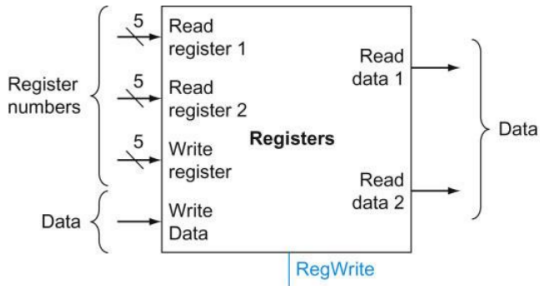 5
Read
register 1
5
Read
register 2
5
Write
register
Write
Data
Register
numbers
Data
Registers
Read
data 1
Read
data 2
Data
RegWrite